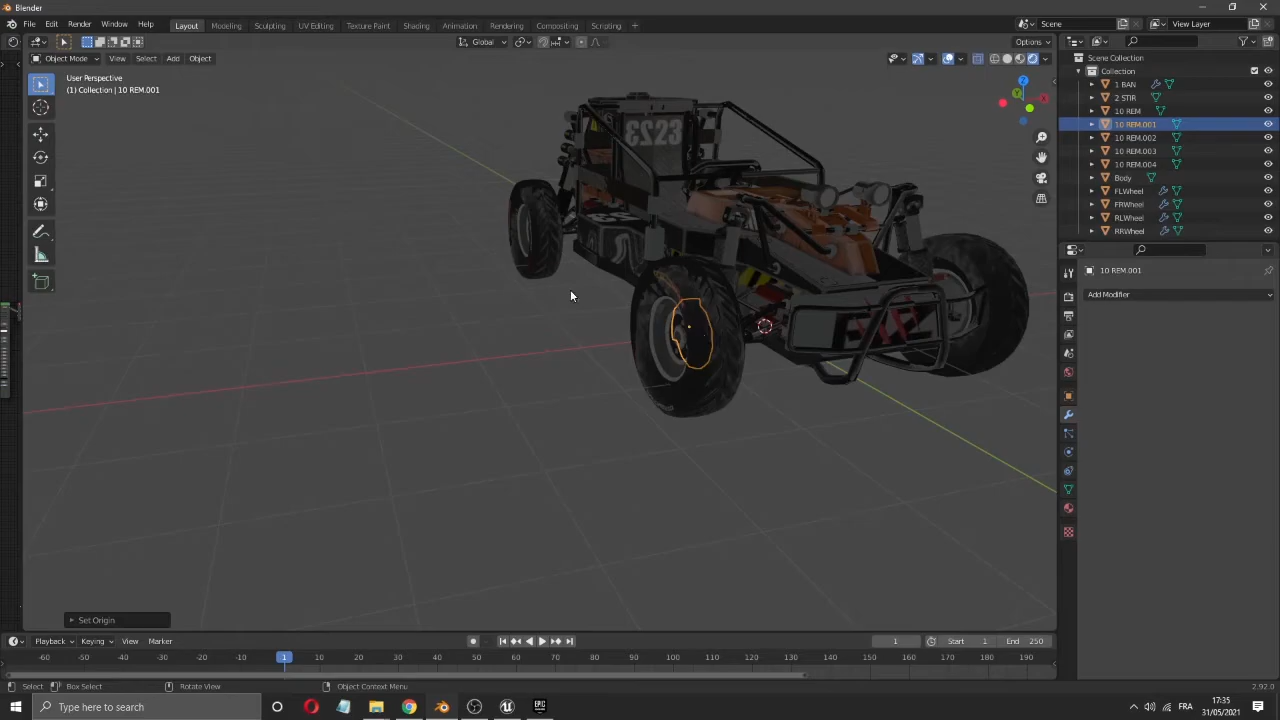 Blender
File Edit Render Window Help Layout Modeling Sculpting UV Editing Texture Paint Shading Animation Rendering Compositing Scripting + Scene View Layer
Global Options
Object Mode View Select Add Object
User Perspective
(1) Collection | 10 REM.001
Scene Collection
Collection
1 BAN
2 STIR
10 REM
10 REM.001
10 REM.002
10 REM.003
10 REM.004
Body
FLWheel
FRWheel
RLWheel
RRWheel
10 REM.001
Add Modifier
3223
X
Y
Z
Set Origin
Playback Keying View Marker 1 Start 1 End 250
-60 -50 -40 -30 -20 -10 1 10 20 30 40 50 60 70 80 90 100 110 120 130 140 150 160 170 180 190
Select Box Select Rotate View Object Context Menu 2.92.0
Type here to search EPIC FRA 17:35
31/05/2021